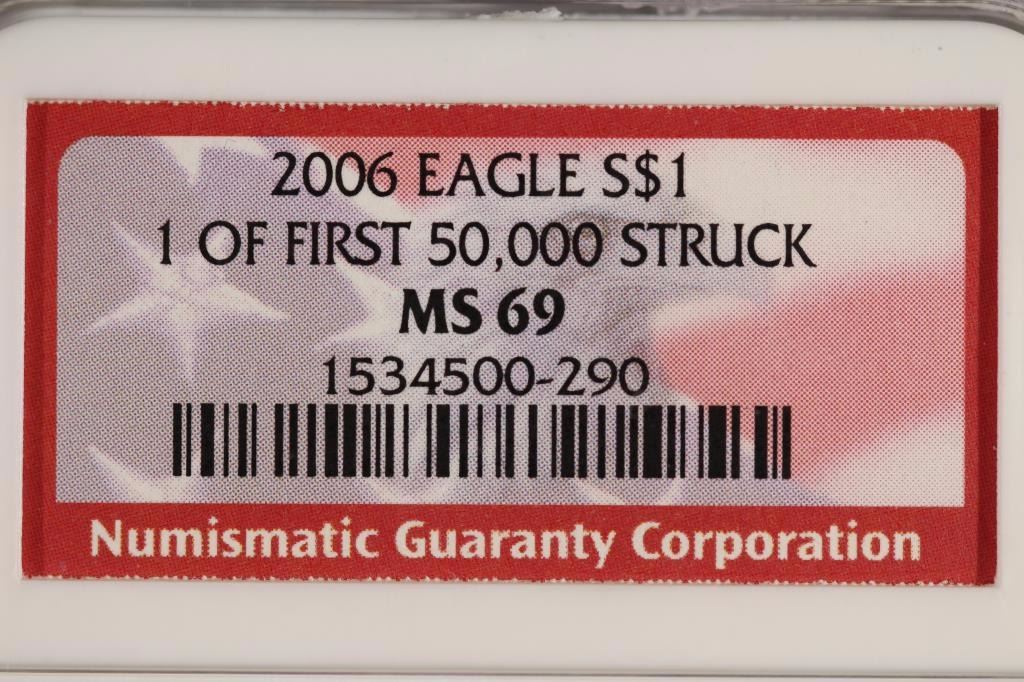 2006 EAGLE S$1
1 OF FIRST 50,000 STRUCK
MS 69
1534500-290
Numismatic Guaranty Corporation